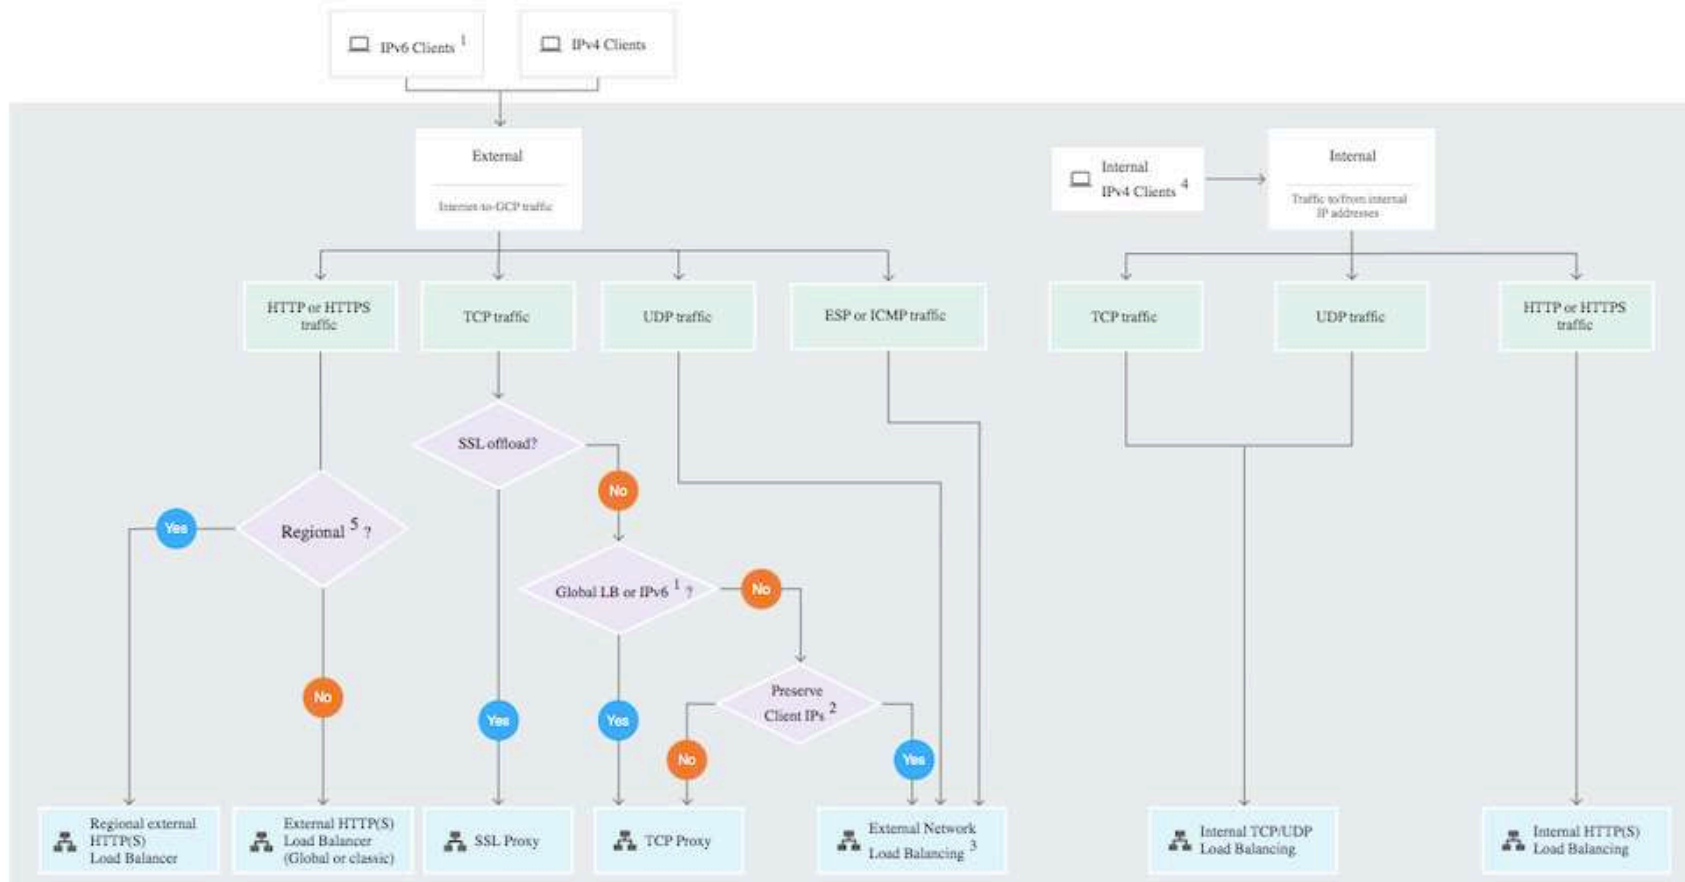 IPv6 Clients 1
IPv4 Clients
External
Internet-to-GCP traffic
Internal
IPv4 Clients 4
Internal
Traffic to/from internal
IP addresses
HTTP or HTTPS
traffic
TCP traffic
UDP traffic
ESP or ICMP traffic
TCP traffic
UDP traffic
HTTP or HTTPS
traffic
SSL offload?
No
Yes
Regional 5 ?
Global LB or IPv6 1 ?
No
No
Preserve
Client IPs 2
Yes
Yes
No
Yes
Regional external
HTTP(S)
Load Balancer
External HTTP(S)
Load Balancer
(Global or classic)
SSL Proxy
TCP Proxy
External Network
Load Balancing 3
Internal TCP/UDP
Load Balancing
Internal HTTP(S)
Load Balancing